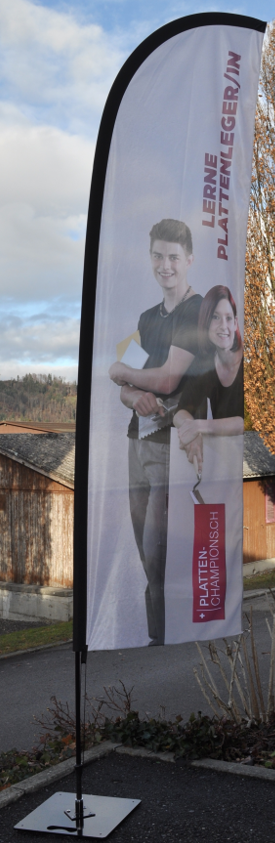 LERNE
PLATTENLEGER/IN
PLATTEN-
CHAMPIONS.CH